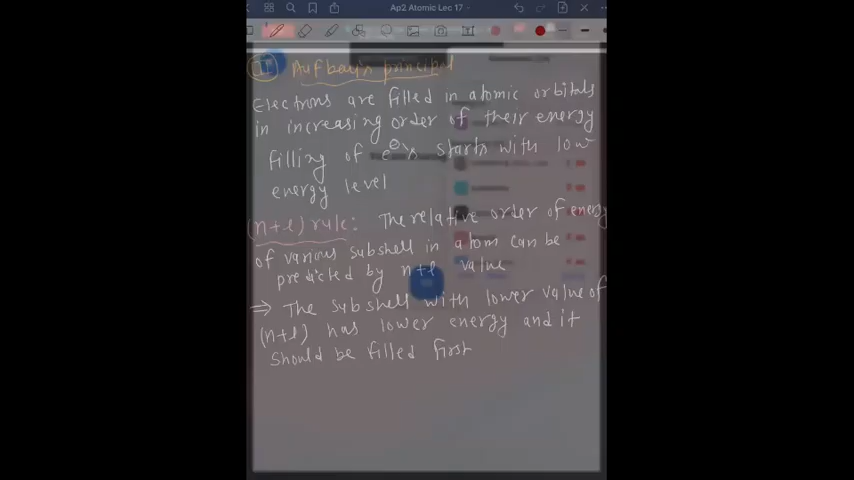 Ap2 Atomic Lec 17
II Aufbau's principal
Electrons are filled in atomic orbitals
in increasing order of their energy
filling of e⊖'s starts with low
energy level
(n+l) rule: The relative order of energy
of various subshell in atom can be
predicted by n+l value
⇒ The subshell with lower value of
(n+l) has lower energy and it
should be filled first